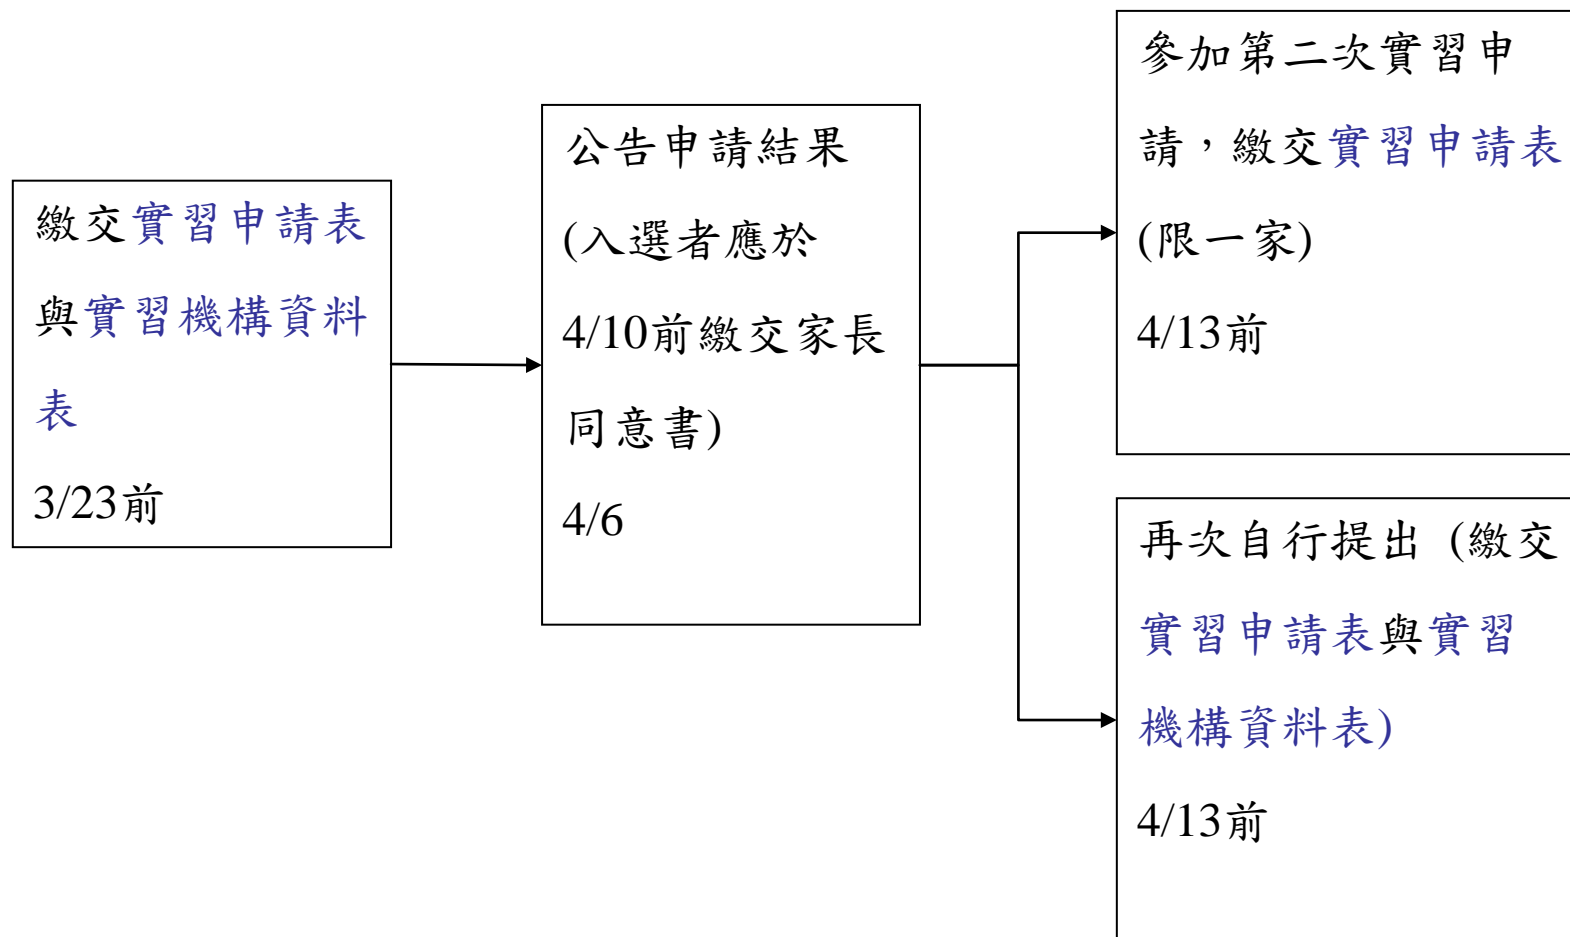 繳交實習申請表
與實習機構資料
表
3/23前
公告申請結果
(入選者應於
4/10前繳交家長
同意書)
4/6
參加第二次實習申
請，繳交實習申請表
(限一家)
4/13前
再次自行提出 (繳交
實習申請表與實習
機構資料表)
4/13前